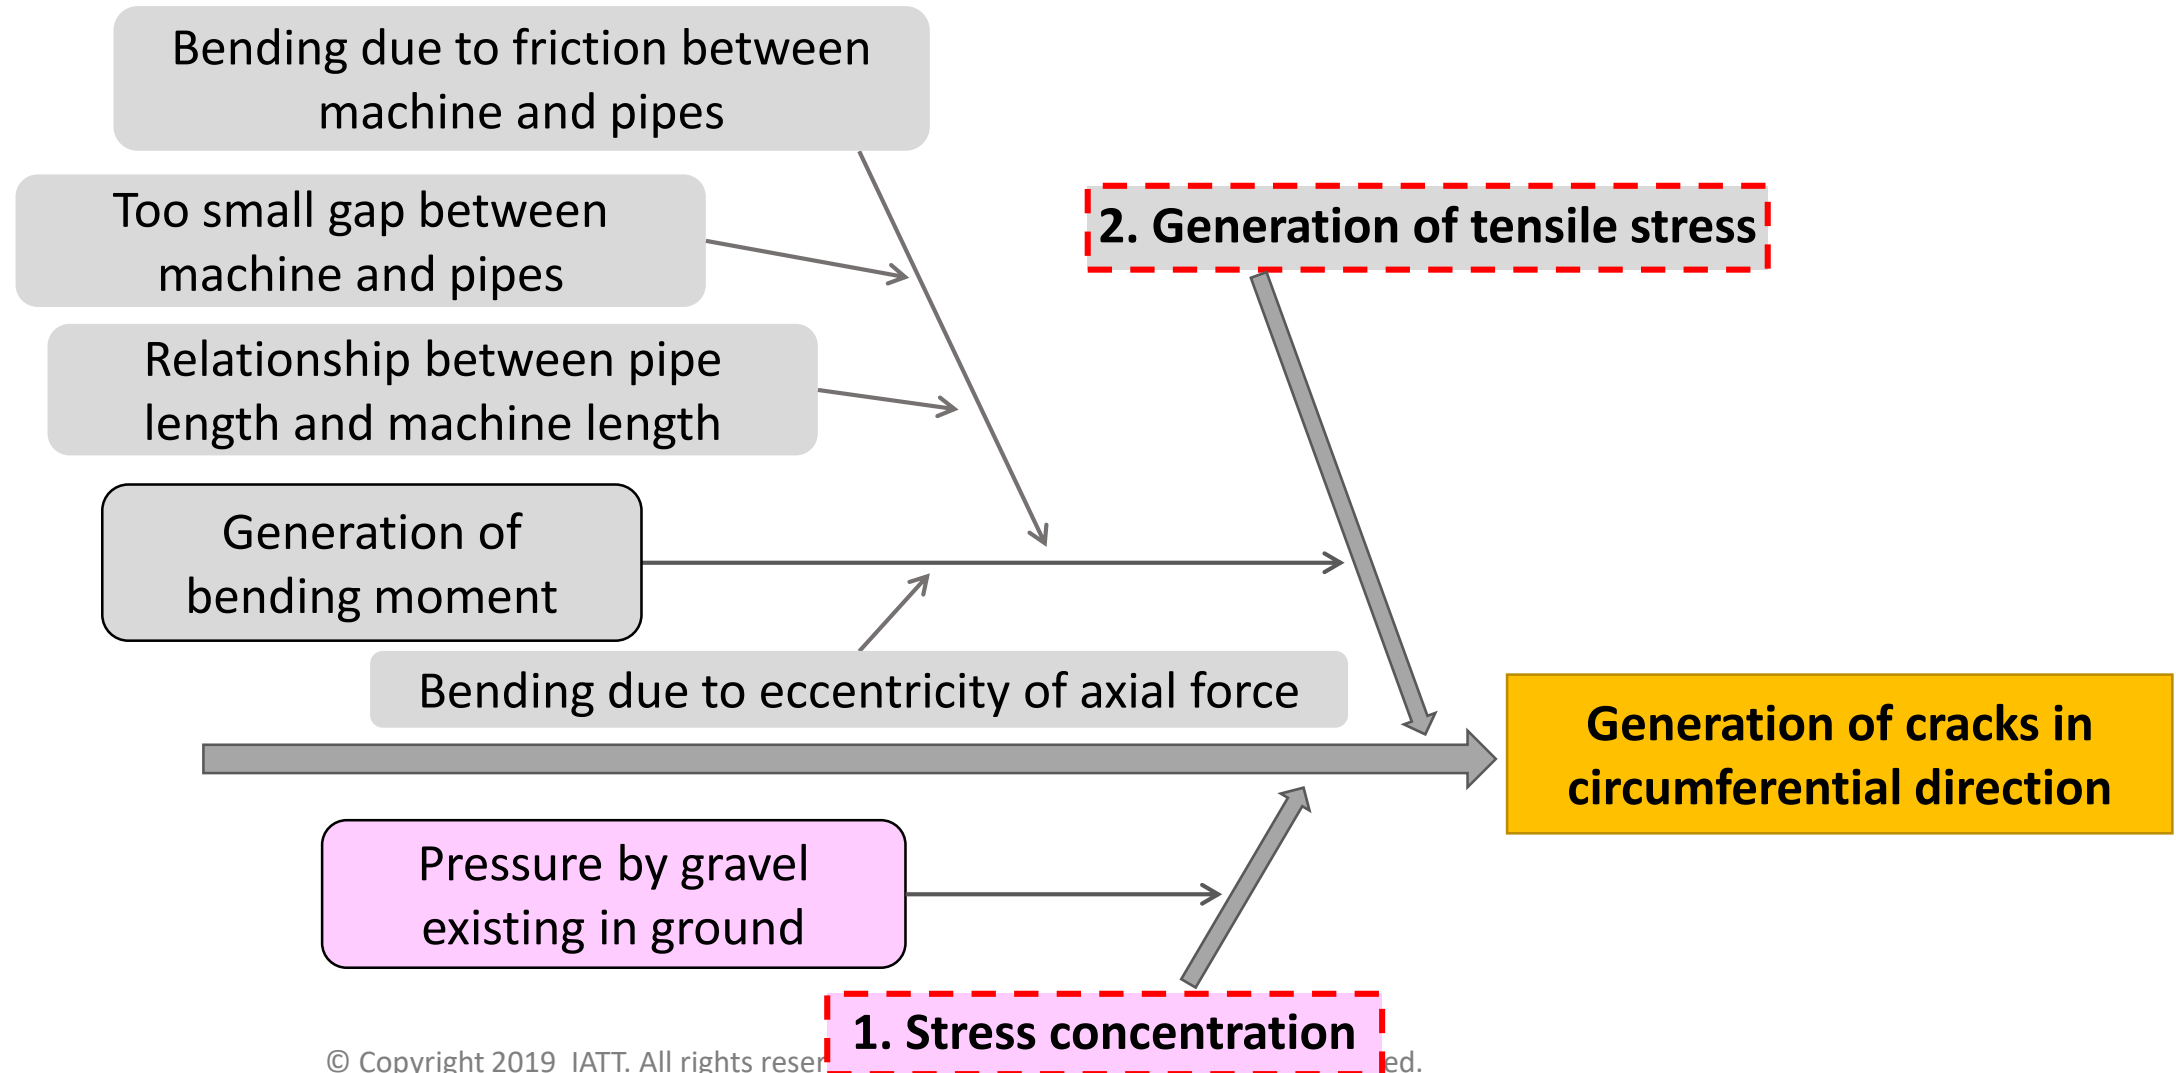 Bending due to friction between
machine and pipes
Too small gap between
machine and pipes
2. Generation of tensile stress
Relationship between pipe
length and machine length
Generation of
bending moment
Bending due to eccentricity of axial force
Generation of cracks in
circumferential direction
Pressure by gravel
existing in ground
1. Stress concentration
© Copyright 2019 IATT. All rights